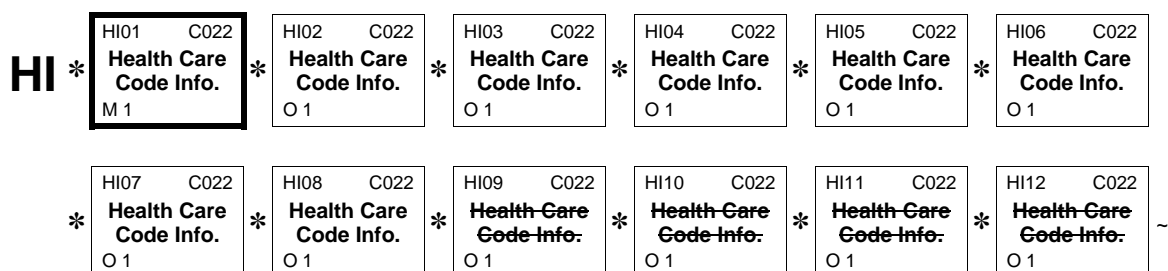 HI01 C022 HI02 C022 HI03 C022 HI04 C022 HI05 C022 HI06 C022
HI * Health Care * Health Care * Health Care * Health Care * Health Care * Health Care
Code Info. Code Info. Code Info. Code Info. Code Info. Code Info.
M 1 O 1 O 1 O 1 O 1 O 1
HI07 C022 HI08 C022 HI09 C022 HI10 C022 HI11 C022 HI12 C022
* Health Care * Health Care * Health Care * Health Care * Health Care * Health Care ~
Code Info. Code Info. Code Info. Code Info. Code Info. Code Info.
O 1 O 1 O 1 O 1 O 1 O 1